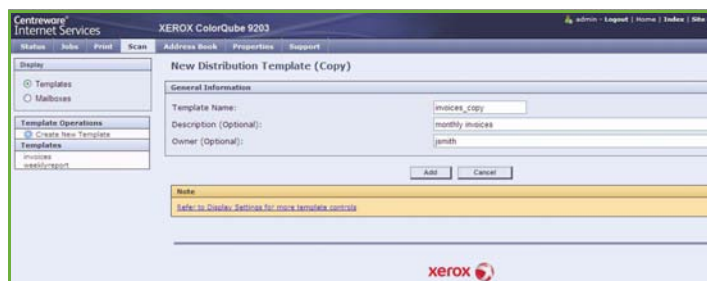 Centreware®
Internet Services
XEROX ColorQube 9203
admin - Logout | Home | Index | Site
Status Jobs Print Scan Address Book Properties Support
Display
Templates
Mailboxes
Template Operations
Create New Template
Templates
invoices
weeklyreport
New Distribution Template (Copy)
General Information
Template Name:
invoices_copy
Description (Optional):
monthly invoices
Owner (Optional):
jsmith
Add Cancel
Note
Refer to Display Settings for more template controls
xerox